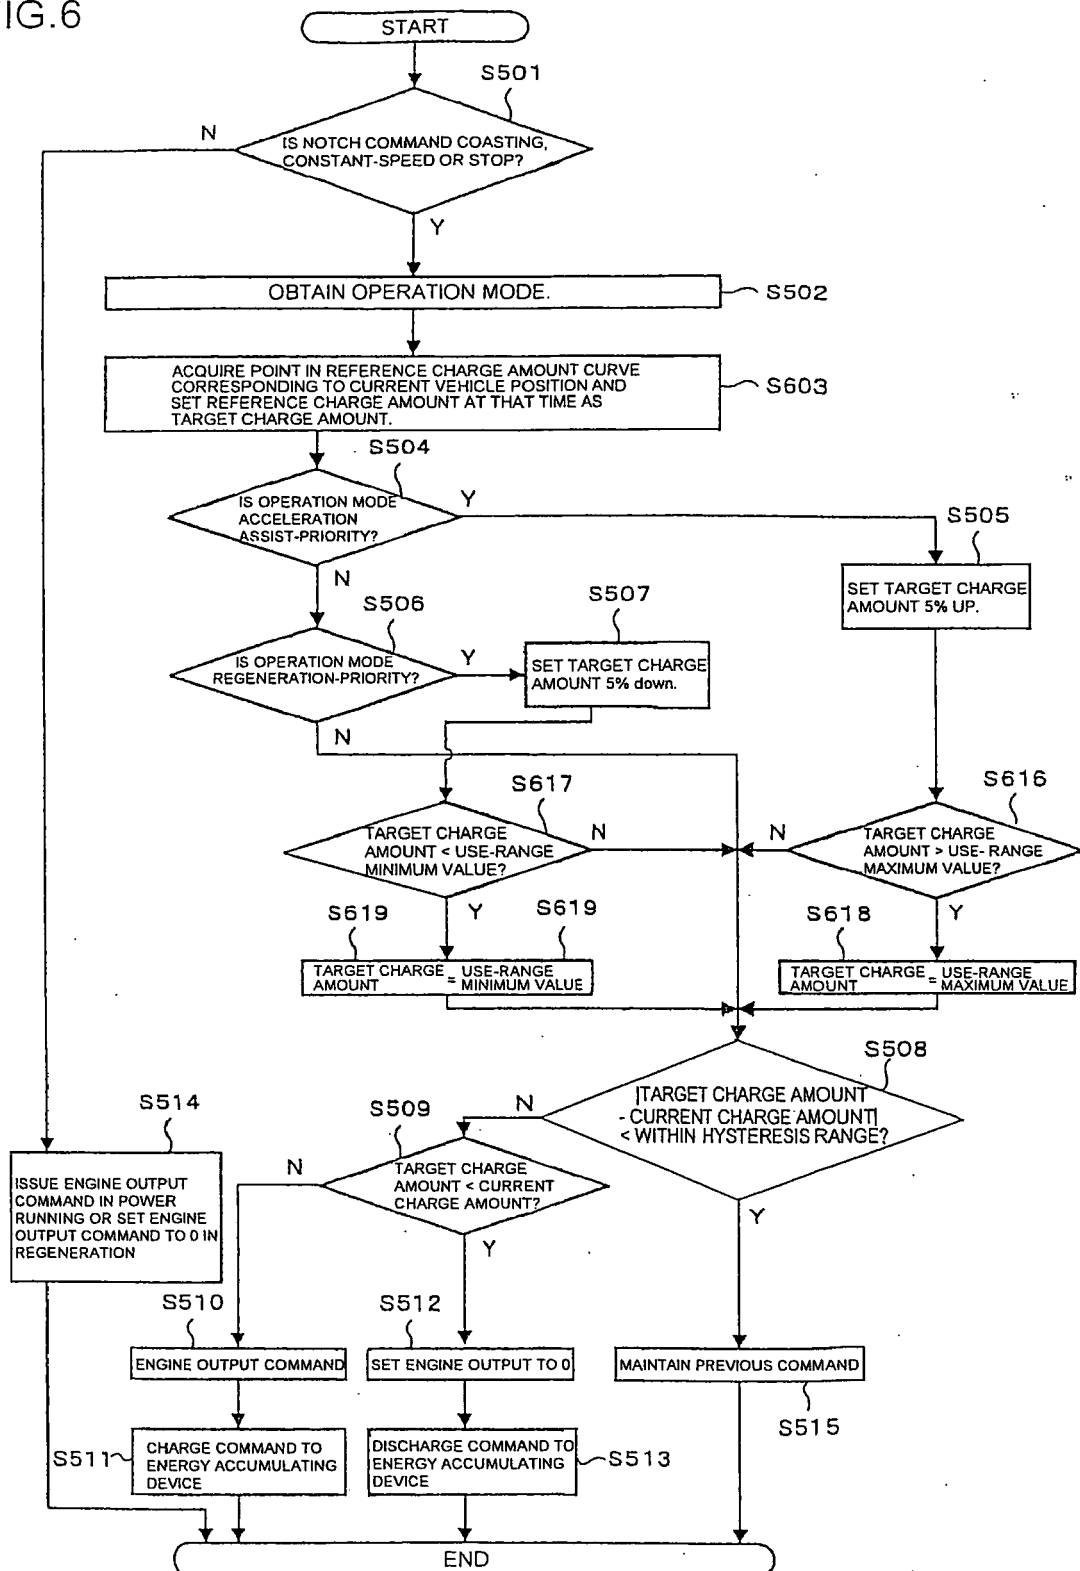 FIG.6
START
S501
N
IS NOTCH COMMAND COASTING,
CONSTANT-SPEED OR STOP?
Y
OBTAIN OPERATION MODE.
S502
ACQUIRE POINT IN REFERENCE CHARGE AMOUNT CURVE
CORRESPONDING TO CURRENT VEHICLE POSITION AND
SET REFERENCE CHARGE AMOUNT AT THAT TIME AS
TARGET CHARGE AMOUNT.
S603
S504
IS OPERATION MODE
ACCELERATION
ASSIST-PRIORITY?
Y
N
S505
SET TARGET CHARGE
AMOUNT 5% UP.
S506
IS OPERATION MODE
REGENERATION-PRIORITY?
Y
N
S507
SET TARGET CHARGE
AMOUNT 5% down.
S617
TARGET CHARGE
AMOUNT < USE-RANGE
MINIMUM VALUE?
N
Y
S616
N
TARGET CHARGE
AMOUNT > USE- RANGE
MAXIMUM VALUE?
Y
S619
S619
TARGET CHARGE = USE-RANGE
AMOUNT MINIMUM VALUE
S618
TARGET CHARGE = USE-RANGE
AMOUNT MAXIMUM VALUE
S508
|TARGET CHARGE AMOUNT
- CURRENT CHARGE AMOUNT|
< WITHIN HYSTERESIS RANGE?
N
Y
S509
TARGET CHARGE
AMOUNT < CURRENT
CHARGE AMOUNT?
N
Y
S514
ISSUE ENGINE OUTPUT
COMMAND IN POWER
RUNNING OR SET ENGINE
OUTPUT COMMAND TO 0 IN
REGENERATION
S510
ENGINE OUTPUT COMMAND
S512
SET ENGINE OUTPUT TO 0
MAINTAIN PREVIOUS COMMAND
S515
S511
CHARGE COMMAND TO
ENERGY ACCUMULATING
DEVICE
DISCHARGE COMMAND TO
ENERGY ACCUMULATING
DEVICE
S513
END